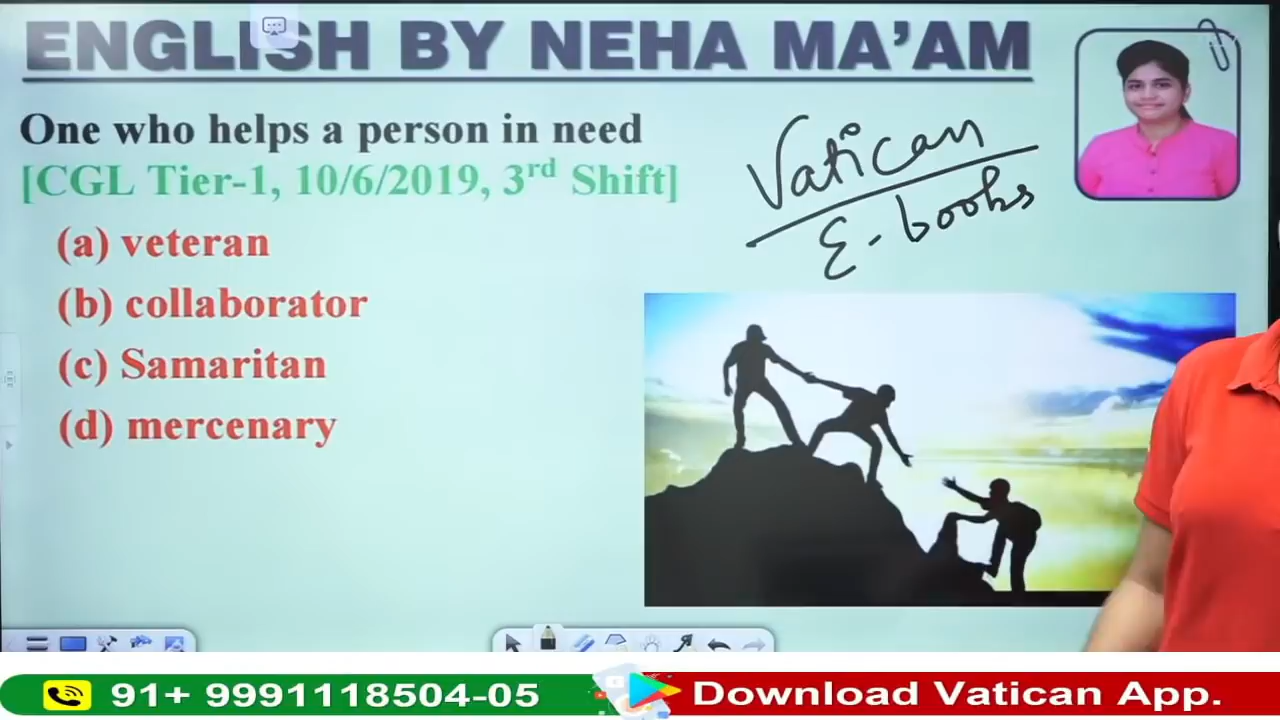 ENGLISH BY NEHA MA'AM
One who helps a person in need
[CGL Tier-1, 10/6/2019, 3rd Shift]
(a) veteran
(b) collaborator
(c) Samaritan
(d) mercenary
Vatican
E-books
91+ 9991118504-05
Download Vatican App.